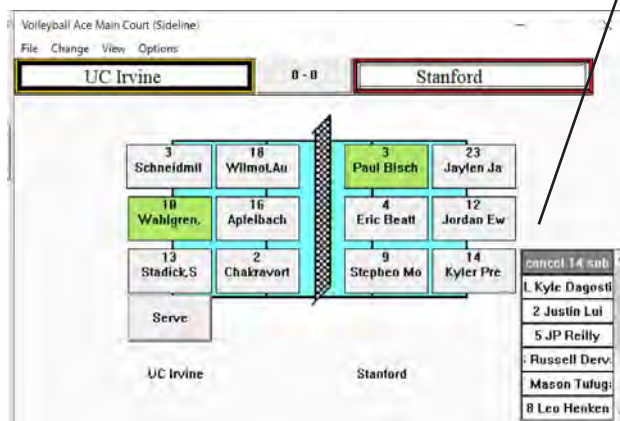 Volleyball Ace Main Court (Sideline)
File Change View Options
UC Irvine 0 - 0 Stanford
3 18 3 23
Schneidmil Wilmot,Au Paul Bisch Jaylen Ja
10 16 4 12
Wahlgren, Apfelbach Eric Beatt Jordan Ew
13 2 9 14
Stadick,S Chakravort Stephen Mo Kyler Pre
Serve
UC Irvine Stanford
cancel 14 sub
L Kyle Dagosti
2 Justin Lui
5 JP Reilly
Russell Derv
Mason Tufug
8 Leo Henken